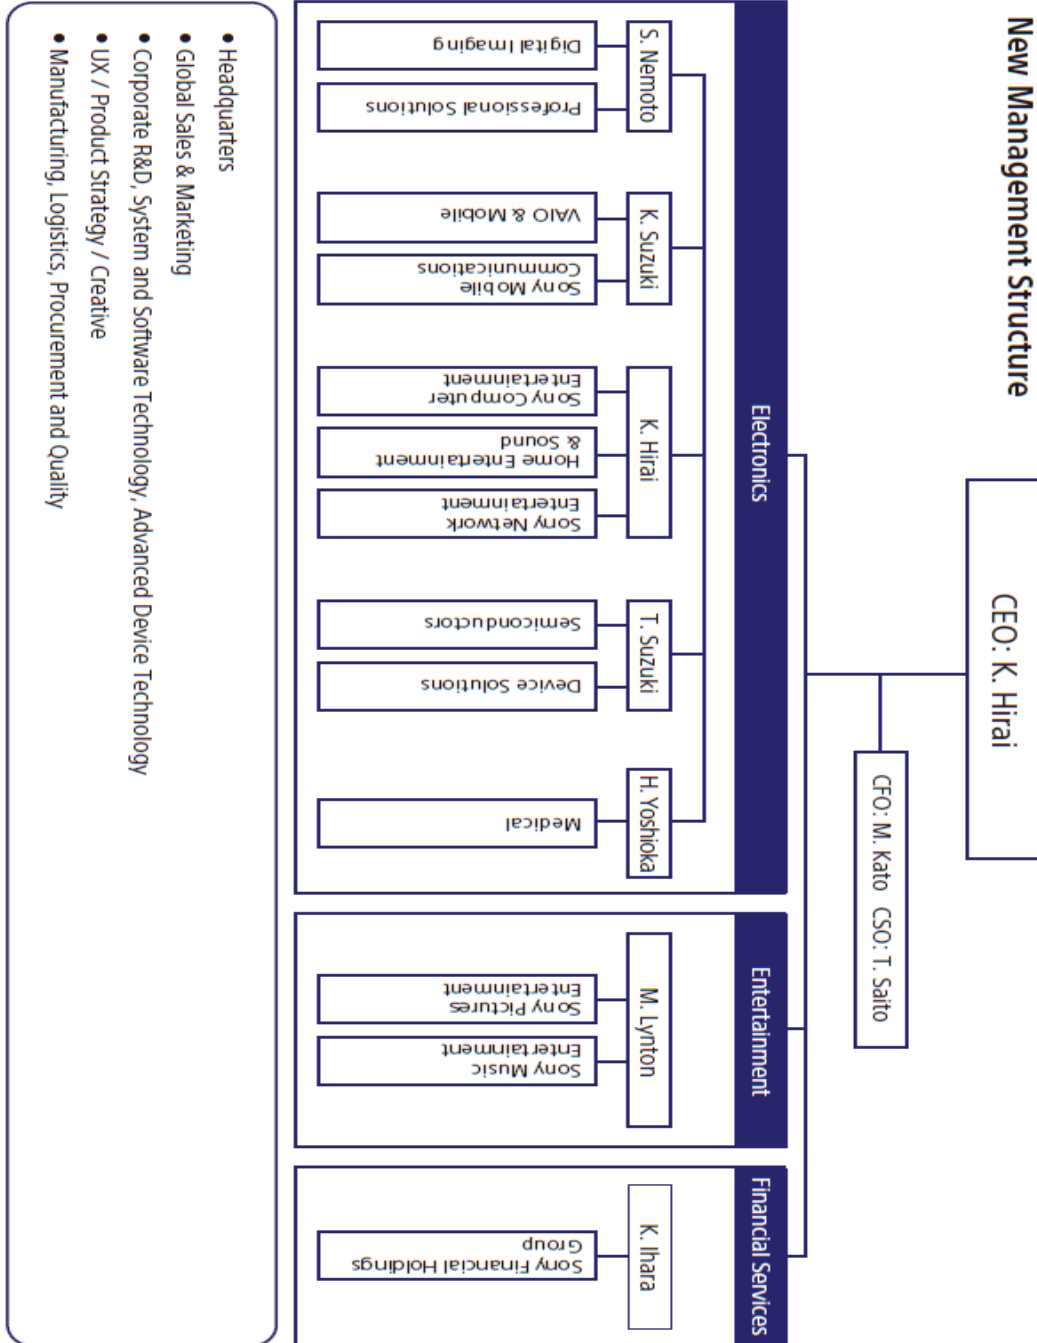 New Management Structure
CEO: K. Hirai
CFO: M. Kato CSO: T. Saito
Electronics
S. Nemoto
Digital Imaging
Professional Solutions
K. Suzuki
VAIO & Mobile
Sony Mobile
Communications
K. Hirai
Sony Computer
Entertainment
Home Entertainment
& Sound
Sony Network
Entertainment
T. Suzuki
Semiconductors
Device Solutions
H. Yoshioka
Medical
Entertainment
M. Lynton
Sony Pictures
Entertainment
Sony Music
Entertainment
Financial Services
K. Ihara
Sony Financial Holdings
Group
• Headquarters
• Global Sales & Marketing
• Corporate R&D, System and Software Technology, Advanced Device Technology
• UX / Product Strategy / Creative
• Manufacturing, Logistics, Procurement and Quality